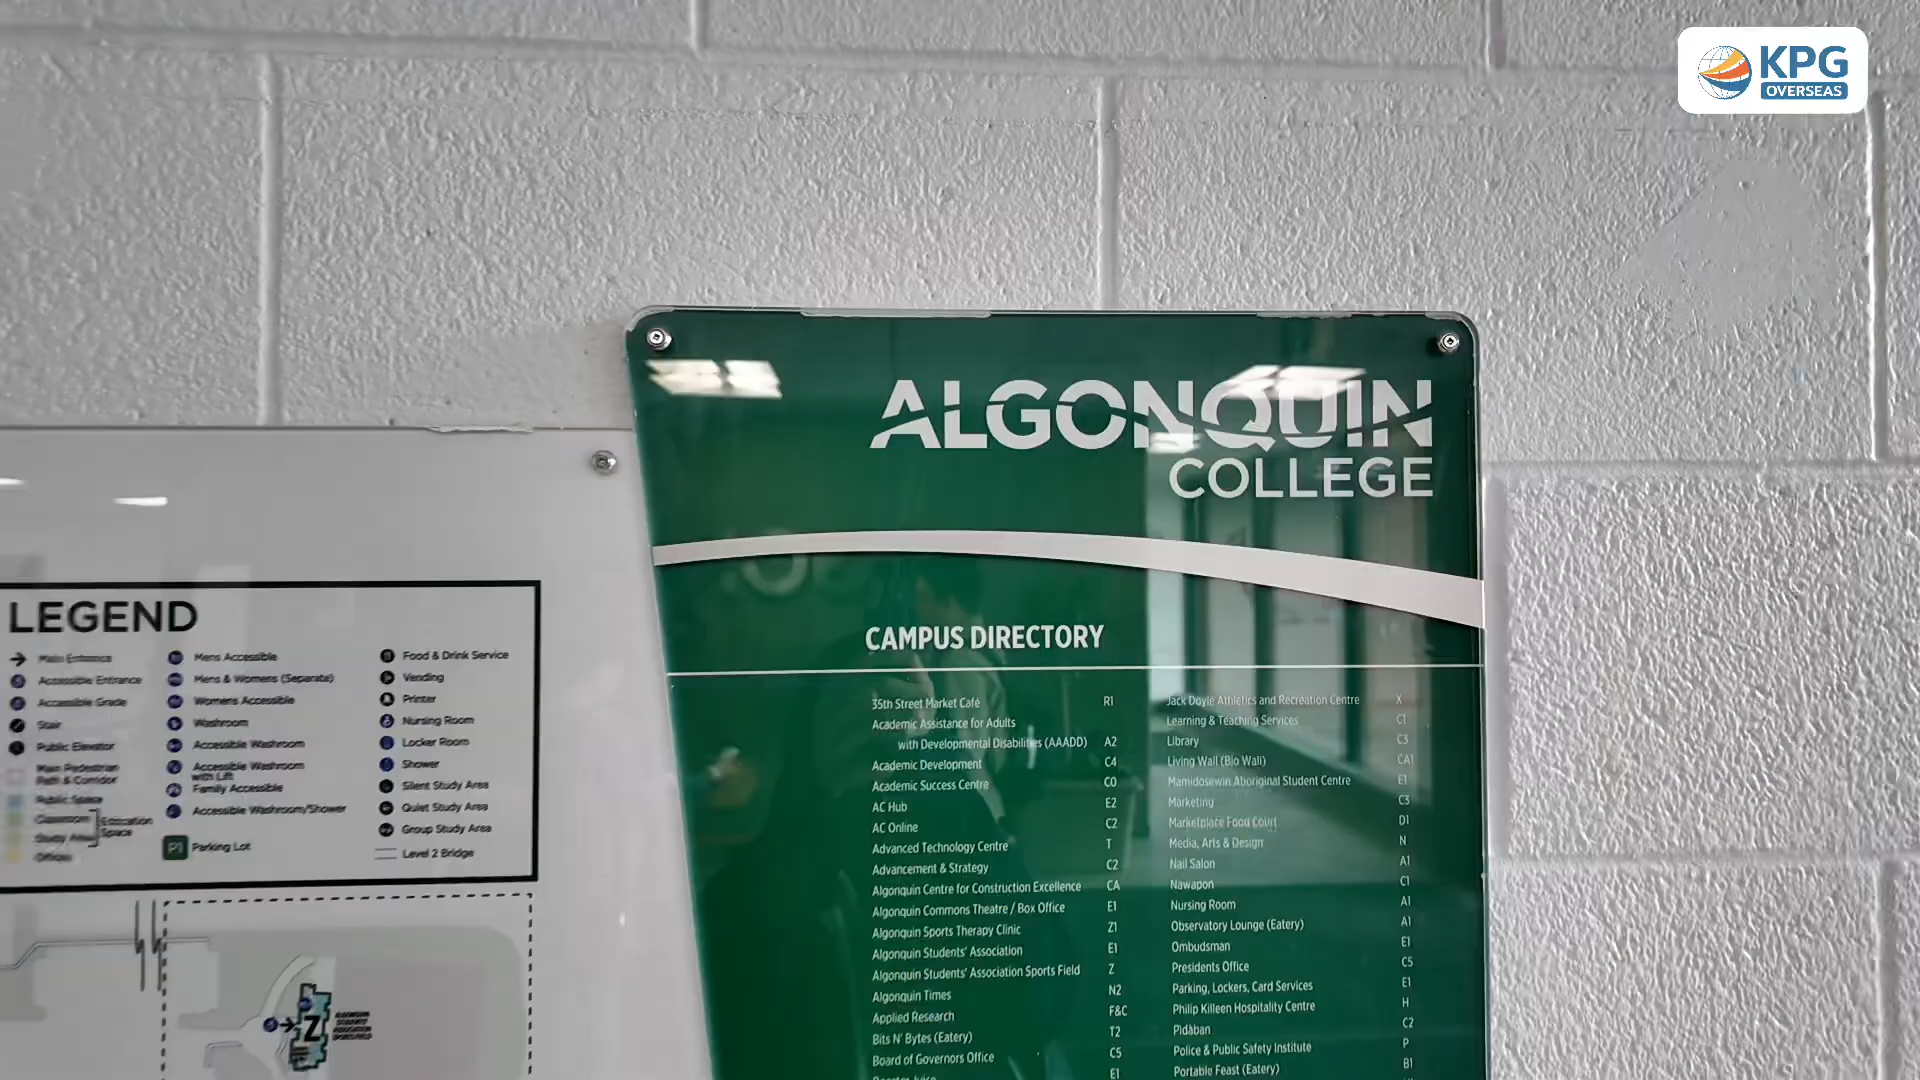 KPG
OVERSEAS
ALGONQUIN
COLLEGE
LEGEND
Main Entrance
Accessible Entrance
Accessible Grade
Stair
Public Elevator
Main Pedestrian
Path & Corridor
Public Space
Classroom
Study Area
Offices
Education
Space
Mens Accessible
Mens & Womens (Separate)
Womens Accessible
Washroom
Accessible Washroom
Accessible Washroom
with Lift
Family Accessible
Accessible Washroom/Shower
P1 Parking Lot
Food & Drink Service
Vending
Printer
Nursing Room
Locker Room
Shower
Silent Study Area
Quiet Study Area
Group Study Area
Level 2 Bridge
Z
CAMPUS DIRECTORY
35th Street Market Café R1
Academic Assistance for Adults
with Developmental Disabilities (AAADD) A2
Academic Development C4
Academic Success Centre C0
AC Hub E2
AC Online C2
Advanced Technology Centre T
Advancement & Strategy C2
Algonquin Centre for Construction Excellence CA
Algonquin Commons Theatre / Box Office E1
Algonquin Sports Therapy Clinic Z1
Algonquin Students' Association E1
Algonquin Students' Association Sports Field Z
Algonquin Times N2
Applied Research F&C
Bits N' Bytes (Eatery) T2
Board of Governors Office C5
E1
Jack Doyle Athletics and Recreation Centre X
Learning & Teaching Services C1
Library C3
Living Wall (Bio Wall) CA1
Mamidosewin Aboriginal Student Centre E1
Marketing C3
Marketplace Food Court D1
Media, Arts & Design N
Nail Salon A1
Nawapon C1
Nursing Room A1
Observatory Lounge (Eatery) A1
Ombudsman E1
Presidents Office C5
Parking, Lockers, Card Services E1
Philip Killeen Hospitality Centre H
Pidàban C2
Police & Public Safety Institute P
Portable Feast (Eatery) B1